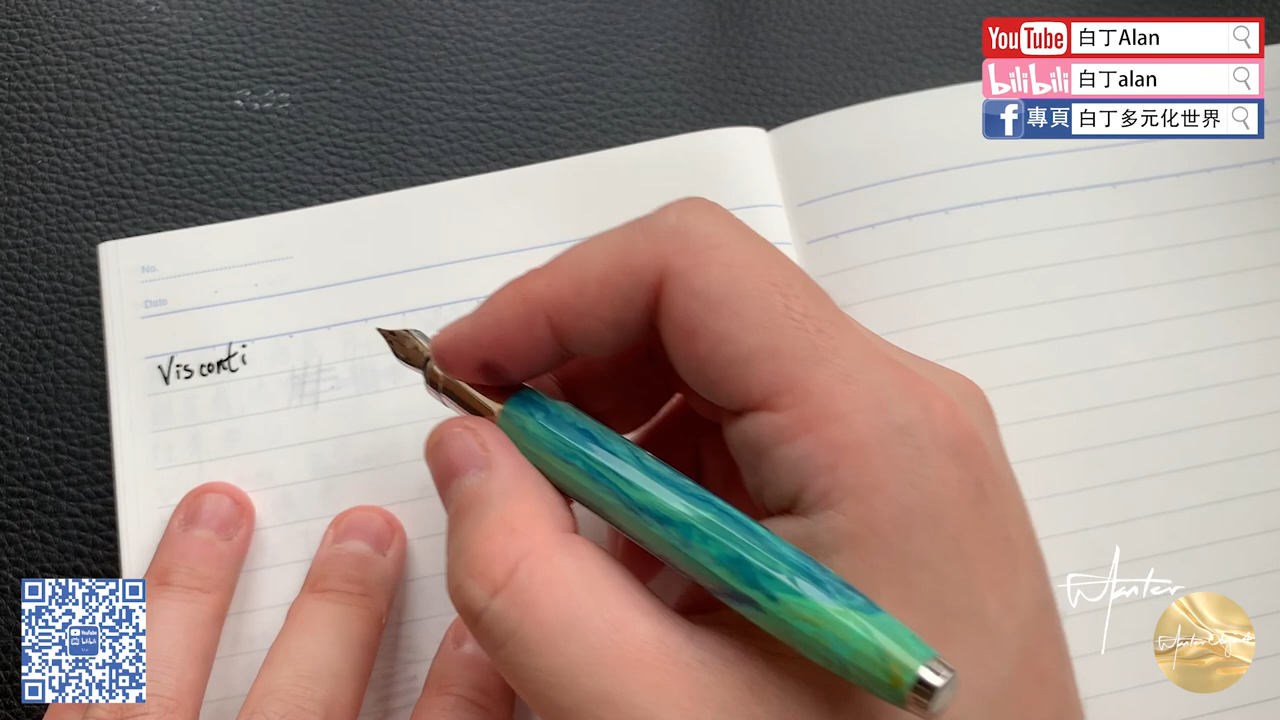 YouTube 白丁Alan
bilibili 白丁alan
f 專頁 白丁多元化世界
No.
Date
Visconti
Wanter